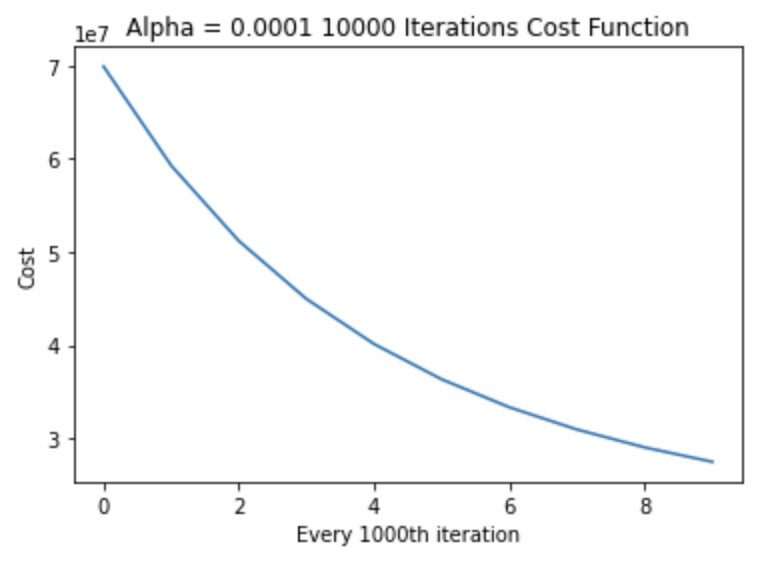 1e7
Alpha = 0.0001 10000 Iterations Cost Function
7
6
5
4
3
Cost
0 2 4 6 8
Every 1000th iteration